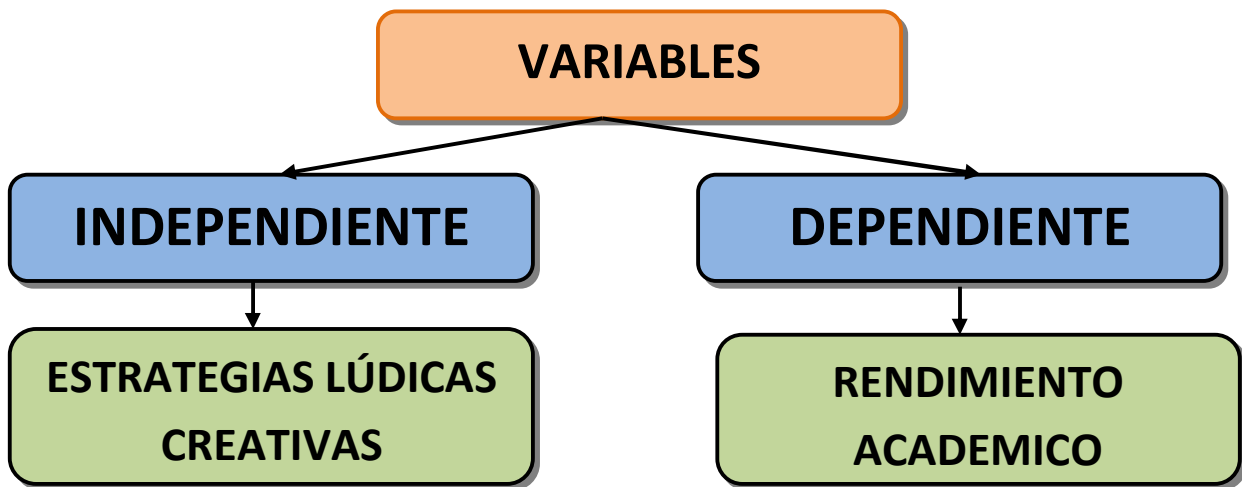 VARIABLES
INDEPENDIENTE
DEPENDIENTE
ESTRATEGIAS LÚDICAS
CREATIVAS
RENDIMIENTO
ACADEMICO